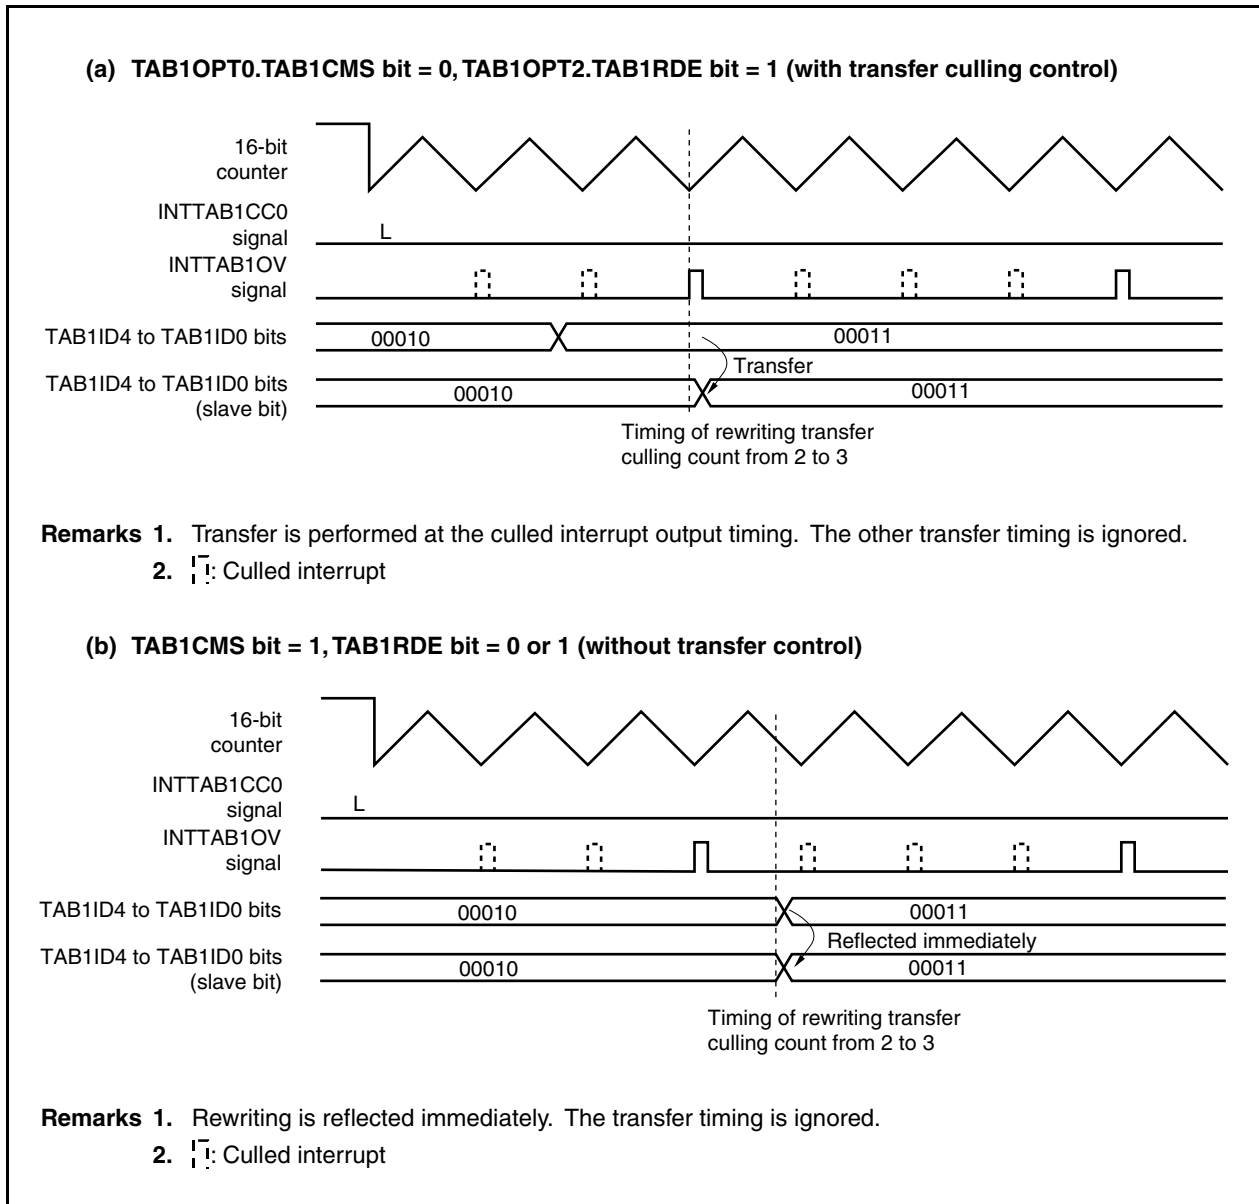 (a) TAB1OPT0.TAB1CMS bit = 0, TAB1OPT2.TAB1RDE bit = 1 (with transfer culling control)
16-bit
counter
INTTAB1CC0
signal
L
INTTAB1OV
signal
TAB1ID4 to TAB1ID0 bits
00010
00011
Transfer
TAB1ID4 to TAB1ID0 bits
(slave bit)
00010
00011
Timing of rewriting transfer
culling count from 2 to 3
Remarks 1. Transfer is performed at the culled interrupt output timing. The other transfer timing is ignored.
2. : Culled interrupt
(b) TAB1CMS bit = 1, TAB1RDE bit = 0 or 1 (without transfer control)
16-bit
counter
INTTAB1CC0
signal
L
INTTAB1OV
signal
TAB1ID4 to TAB1ID0 bits
00010
00011
Reflected immediately
TAB1ID4 to TAB1ID0 bits
(slave bit)
00010
00011
Timing of rewriting transfer
culling count from 2 to 3
Remarks 1. Rewriting is reflected immediately. The transfer timing is ignored.
2. : Culled interrupt